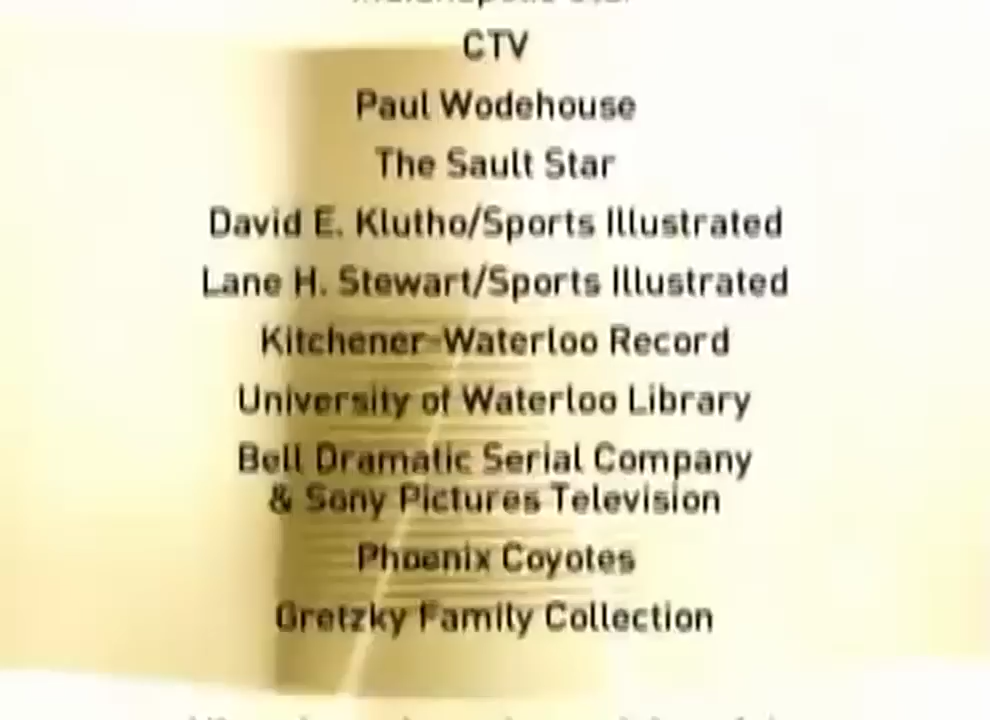 CTV
Paul Wodehouse
The Sault Star
David E. Klutho/Sports Illustrated
Lane H. Stewart/Sports Illustrated
Kitchener-Waterloo Record
University of Waterloo Library
Bell Dramatic Serial Company
& Sony Pictures Television
Phoenix Coyotes
Gretzky Family Collection